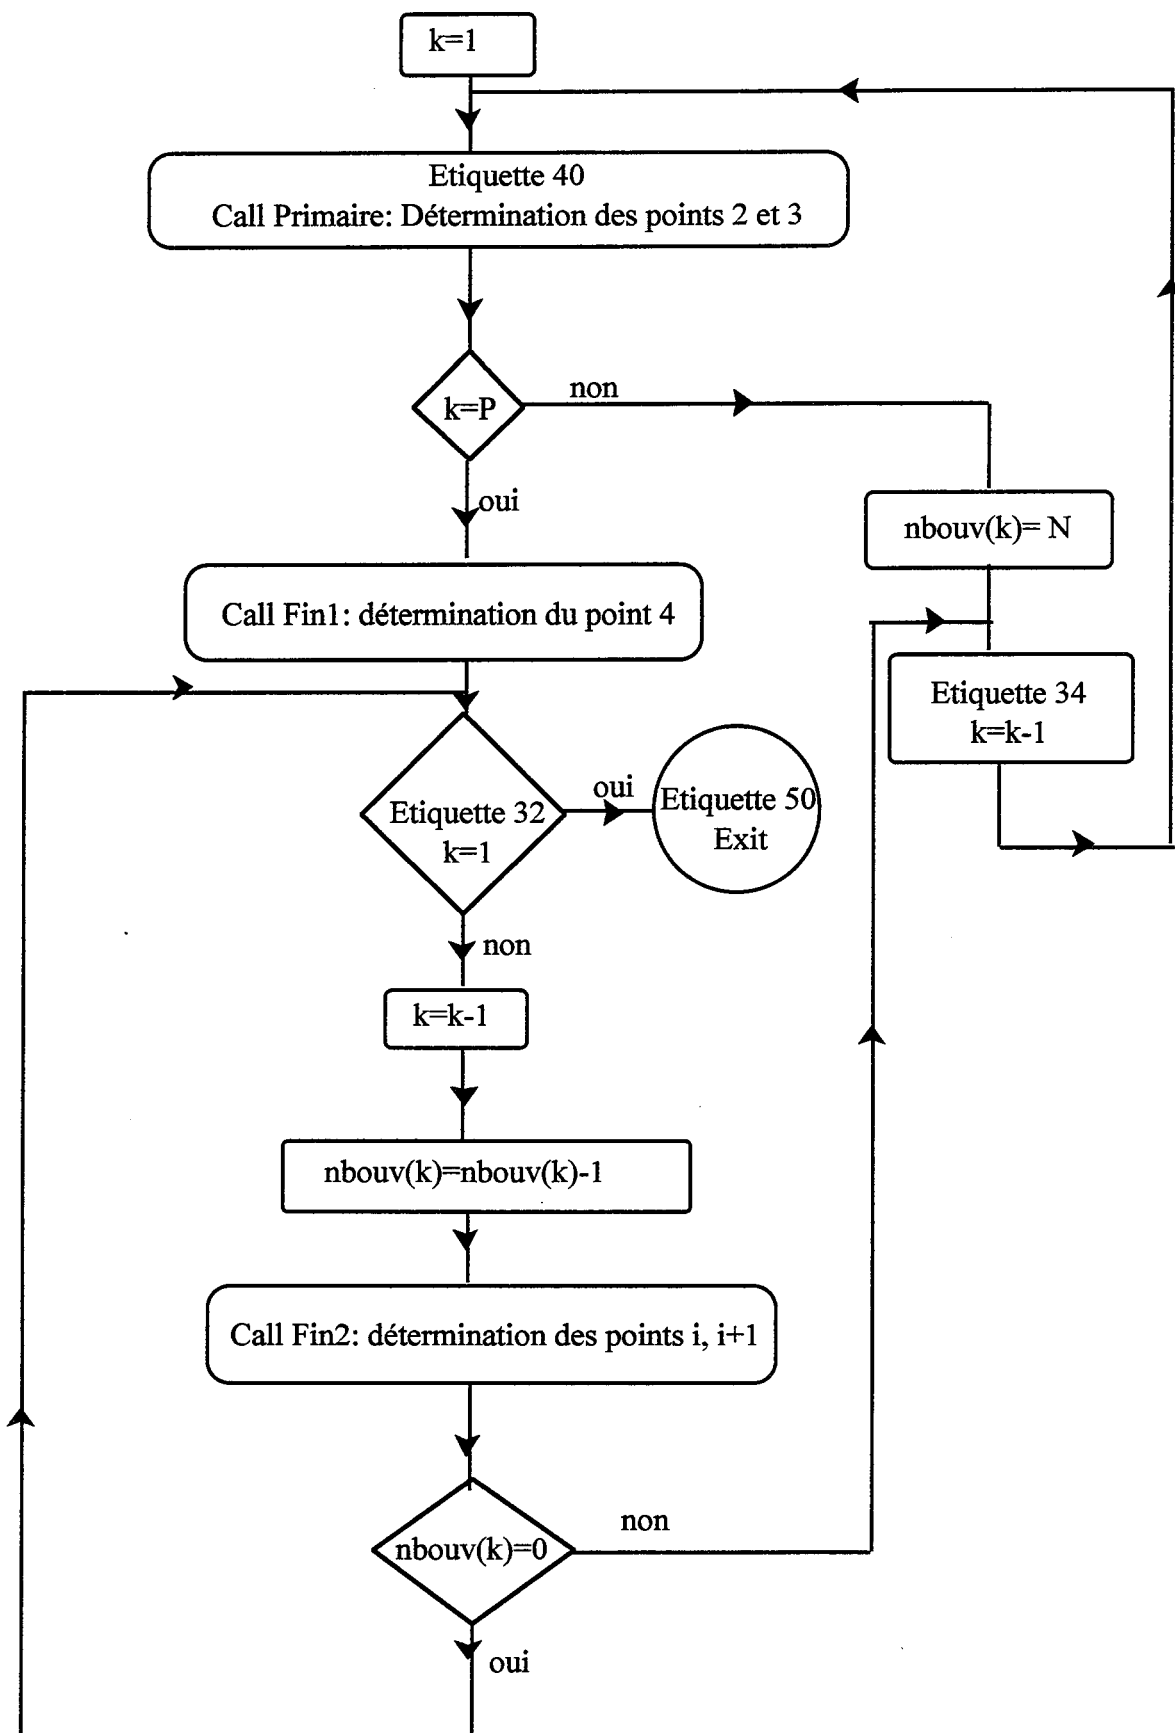 k=1
Etiquette 40
Call Primaire: Détermination des points 2 et 3
k=P
non
oui
nbouv(k)= N
Call Fin1: détermination du point 4
Etiquette 34
k=k-1
Etiquette 32
k=1
oui
Etiquette 50
Exit
non
k=k-1
nbouv(k)=nbouv(k)-1
Call Fin2: détermination des points i, i+1
nbouv(k)=0
non
oui